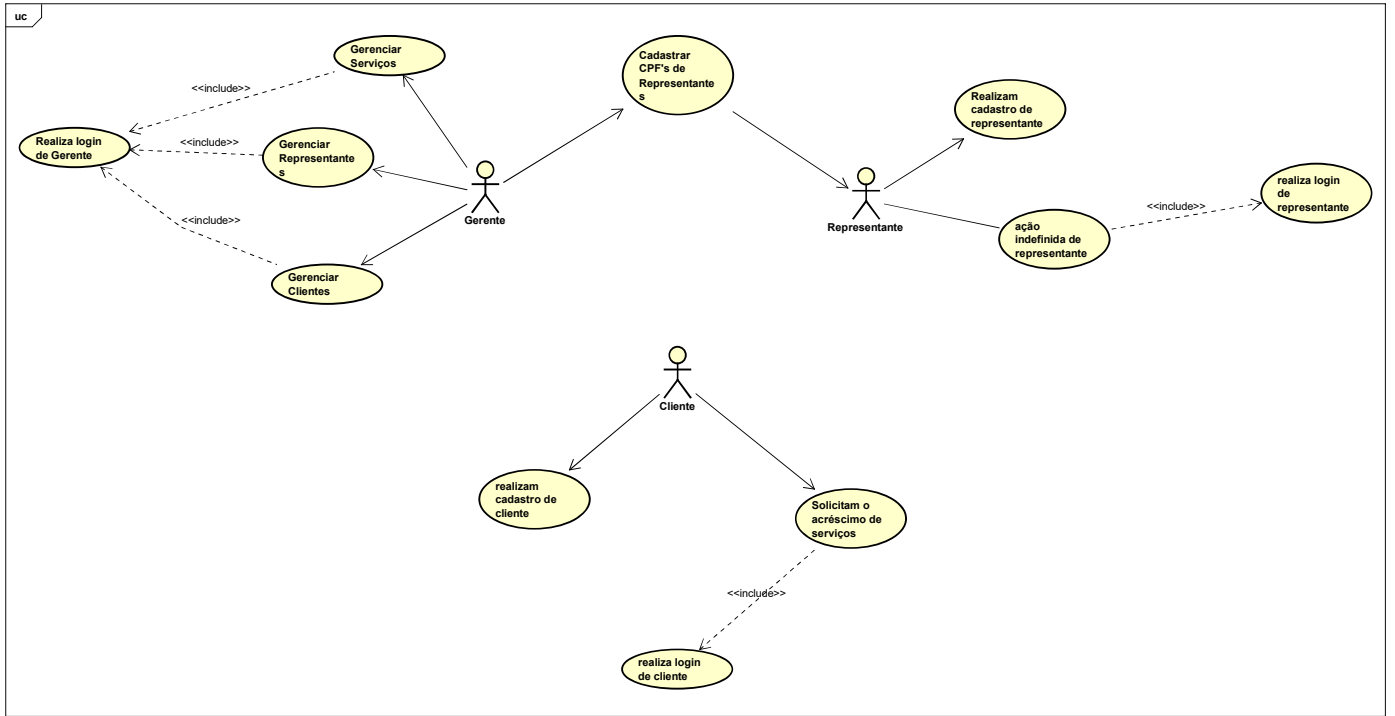 uc
Gerenciar
Serviços
Cadastrar
CPF's de
Representante
s
<<include>>
Realizam
cadastro de
representante
Realiza login
de Gerente
<<include>>
Gerenciar
Representante
s
Gerente
Representante
realiza login
de
representante
<<include>>
ação
indefinida de
representante
<<include>>
Gerenciar
Clientes
Cliente
realizam
cadastro de
cliente
Solicitam o
acréscimo de
serviços
<<include>>
realiza login
de cliente